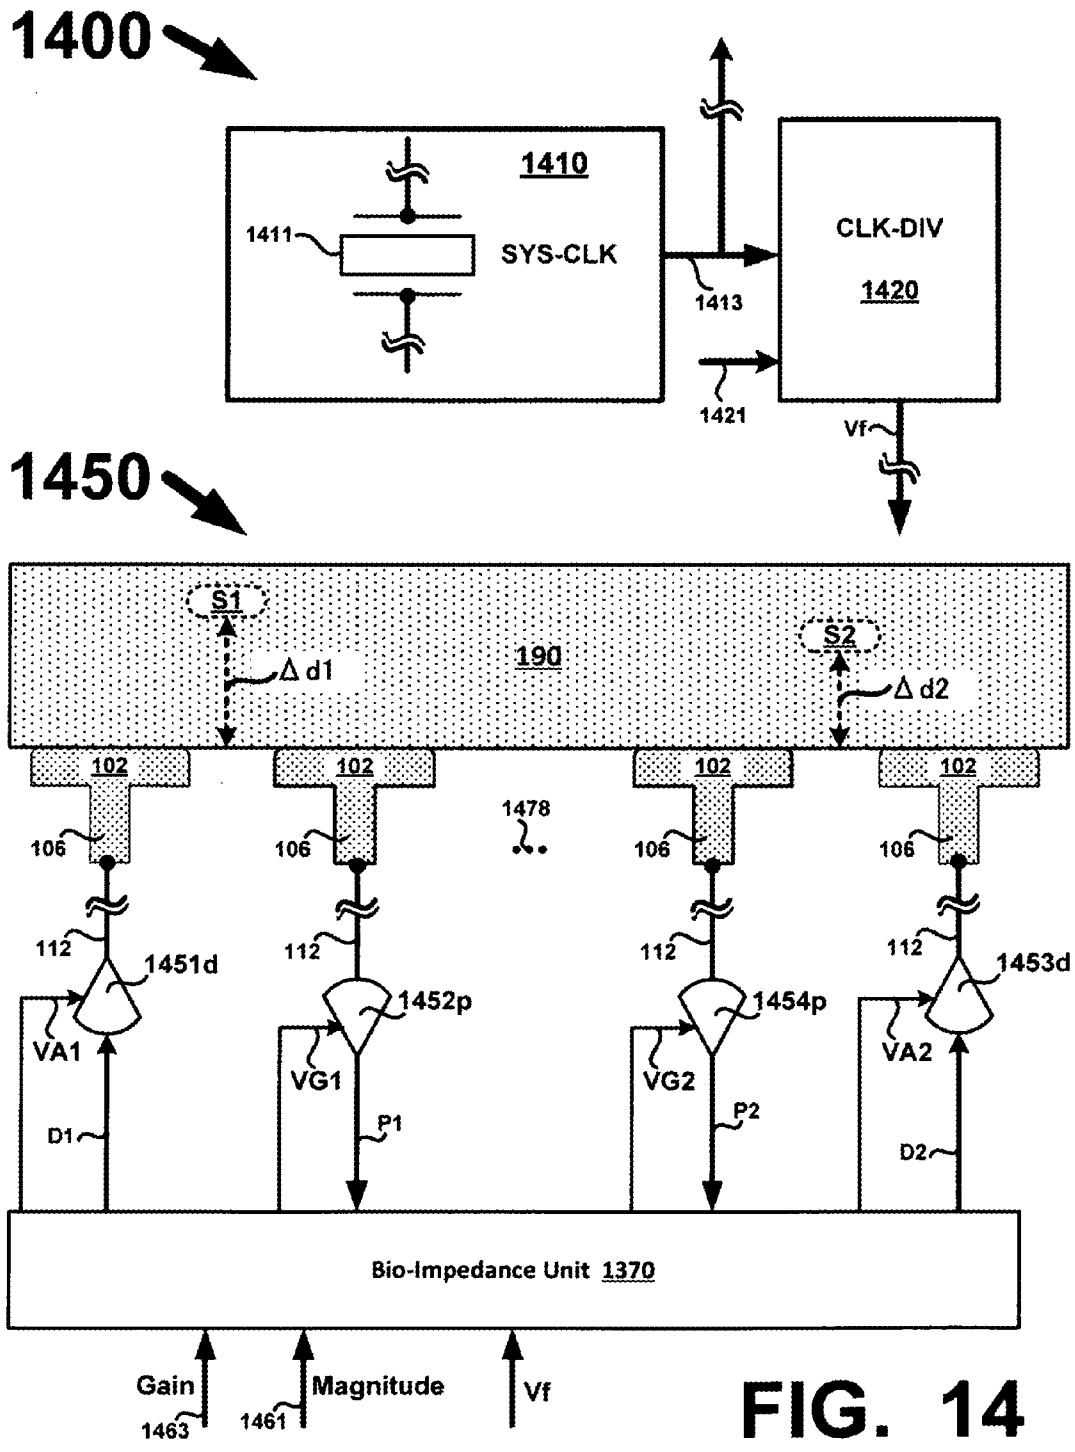 1400
1410
1411
SYS-CLK
CLK-DIV
1420
1413
1421
Vf
1450
S1
S2
190
Δ d1
Δ d2
102
102
102
102
1478
106
106
106
106
112
112
112
112
1451d
1452p
1454p
1453d
VA1
VG1
VG2
VA2
D1
P1
P2
D2
Bio-Impedance Unit 1370
Gain
Magnitude
Vf
1463
1461
FIG. 14